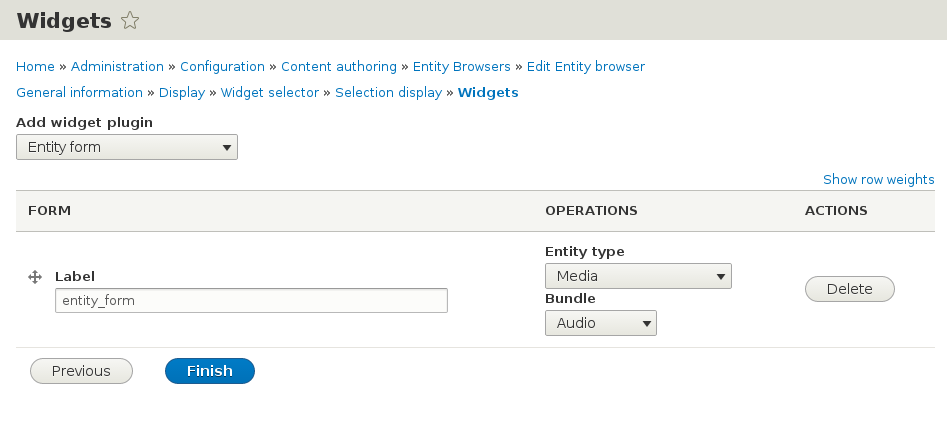 Widgets
Home » Administration » Configuration » Content authoring » Entity Browsers » Edit Entity browser
General information » Display » Widget selector » Selection display » Widgets
Add widget plugin
Entity form
Show row weights
FORM OPERATIONS ACTIONS
Entity type
Label Media Delete
entity_form Bundle
Audio
Previous Finish